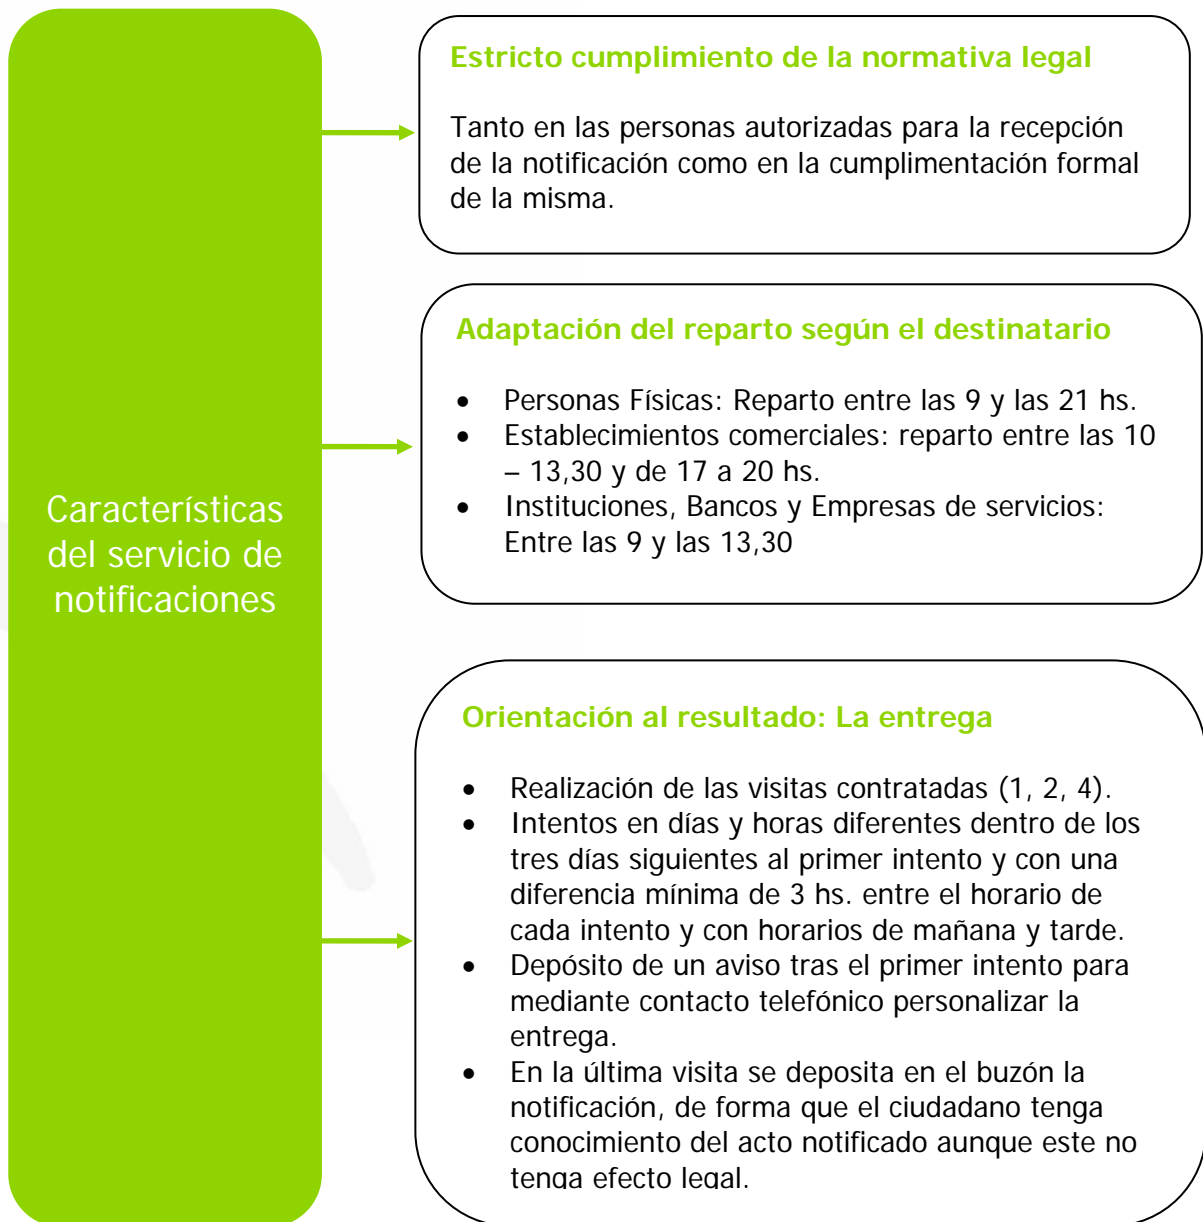 Características
del servicio de
notificaciones
Estricto cumplimiento de la normativa legal
Tanto en las personas autorizadas para la recepción
de la notificación como en la cumplimentación formal
de la misma.
Adaptación del reparto según el destinatario
• Personas Físicas: Reparto entre las 9 y las 21 hs.
• Establecimientos comerciales: reparto entre las 10
– 13,30 y de 17 a 20 hs.
• Instituciones, Bancos y Empresas de servicios:
Entre las 9 y las 13,30
Orientación al resultado: La entrega
• Realización de las visitas contratadas (1, 2, 4).
• Intentos en días y horas diferentes dentro de los
tres días siguientes al primer intento y con una
diferencia mínima de 3 hs. entre el horario de
cada intento y con horarios de mañana y tarde.
• Depósito de un aviso tras el primer intento para
mediante contacto telefónico personalizar la
entrega.
• En la última visita se deposita en el buzón la
notificación, de forma que el ciudadano tenga
conocimiento del acto notificado aunque este no
tenga efecto legal.